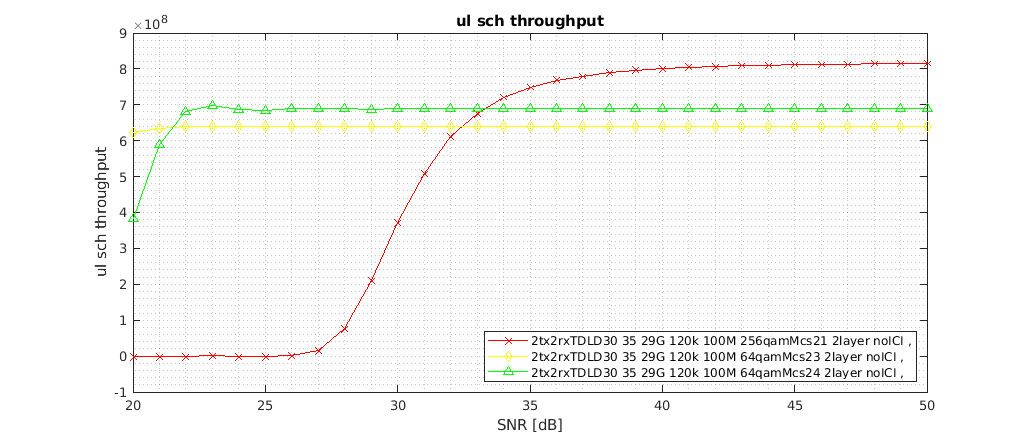 ul sch throughput
×10⁸
9
8
7
6
5
4
3
2
1
0
-1
ul sch throughput
2tx2rxTDLD30 35 29G 120k 100M 256qamMcs21 2layer noICI ,
2tx2rxTDLD30 35 29G 120k 100M 64qamMcs23 2layer noICI ,
2tx2rxTDLD30 35 29G 120k 100M 64qamMcs24 2layer noICI ,
20 25 30 35 40 45 50
SNR [dB]